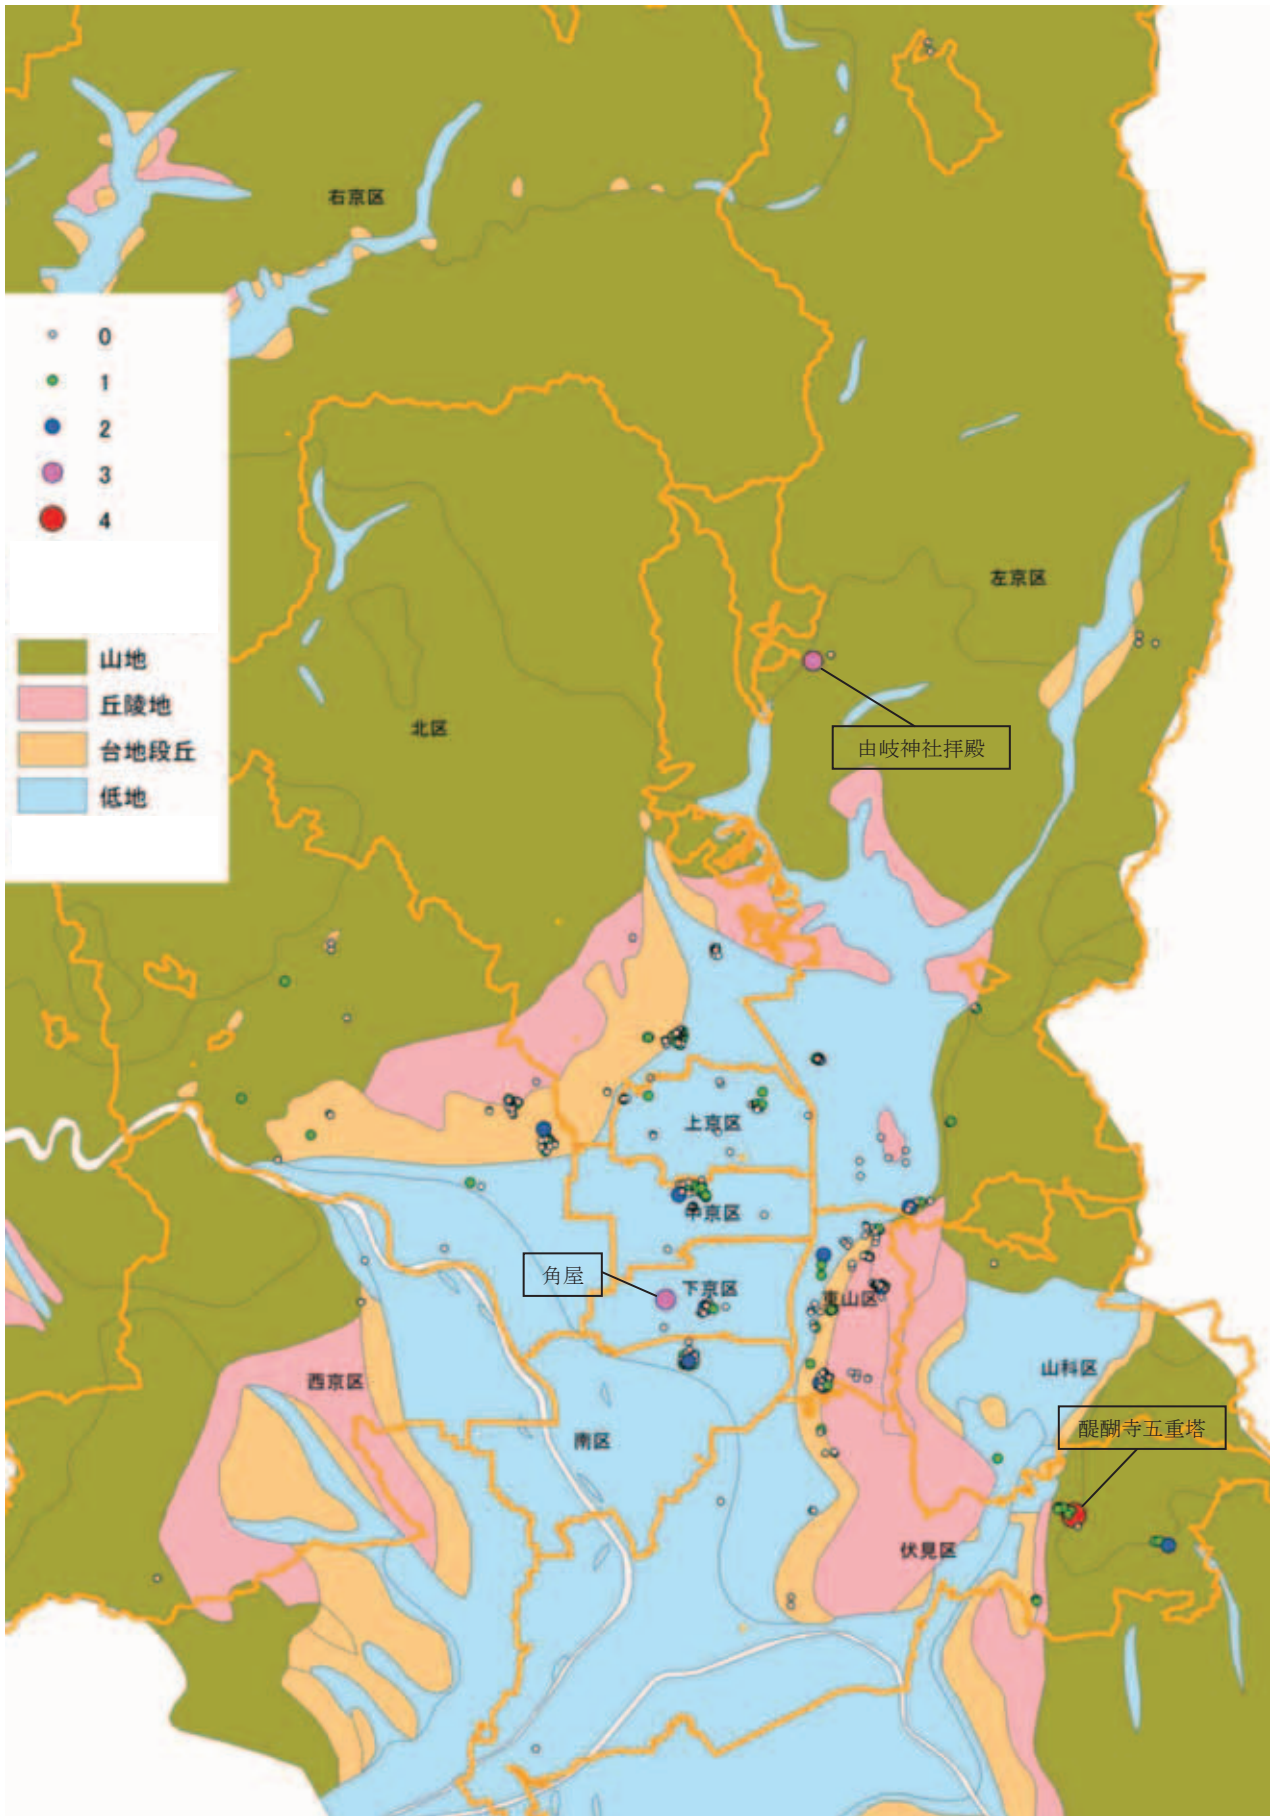 右京区
0
1
2
3
4
左京区
山地
丘陵地
北区
台地段丘
由岐神社拝殿
低地
上京区
中京区
角屋
下京区
東山区
山科区
西京区
醍醐寺五重塔
南区
伏見区